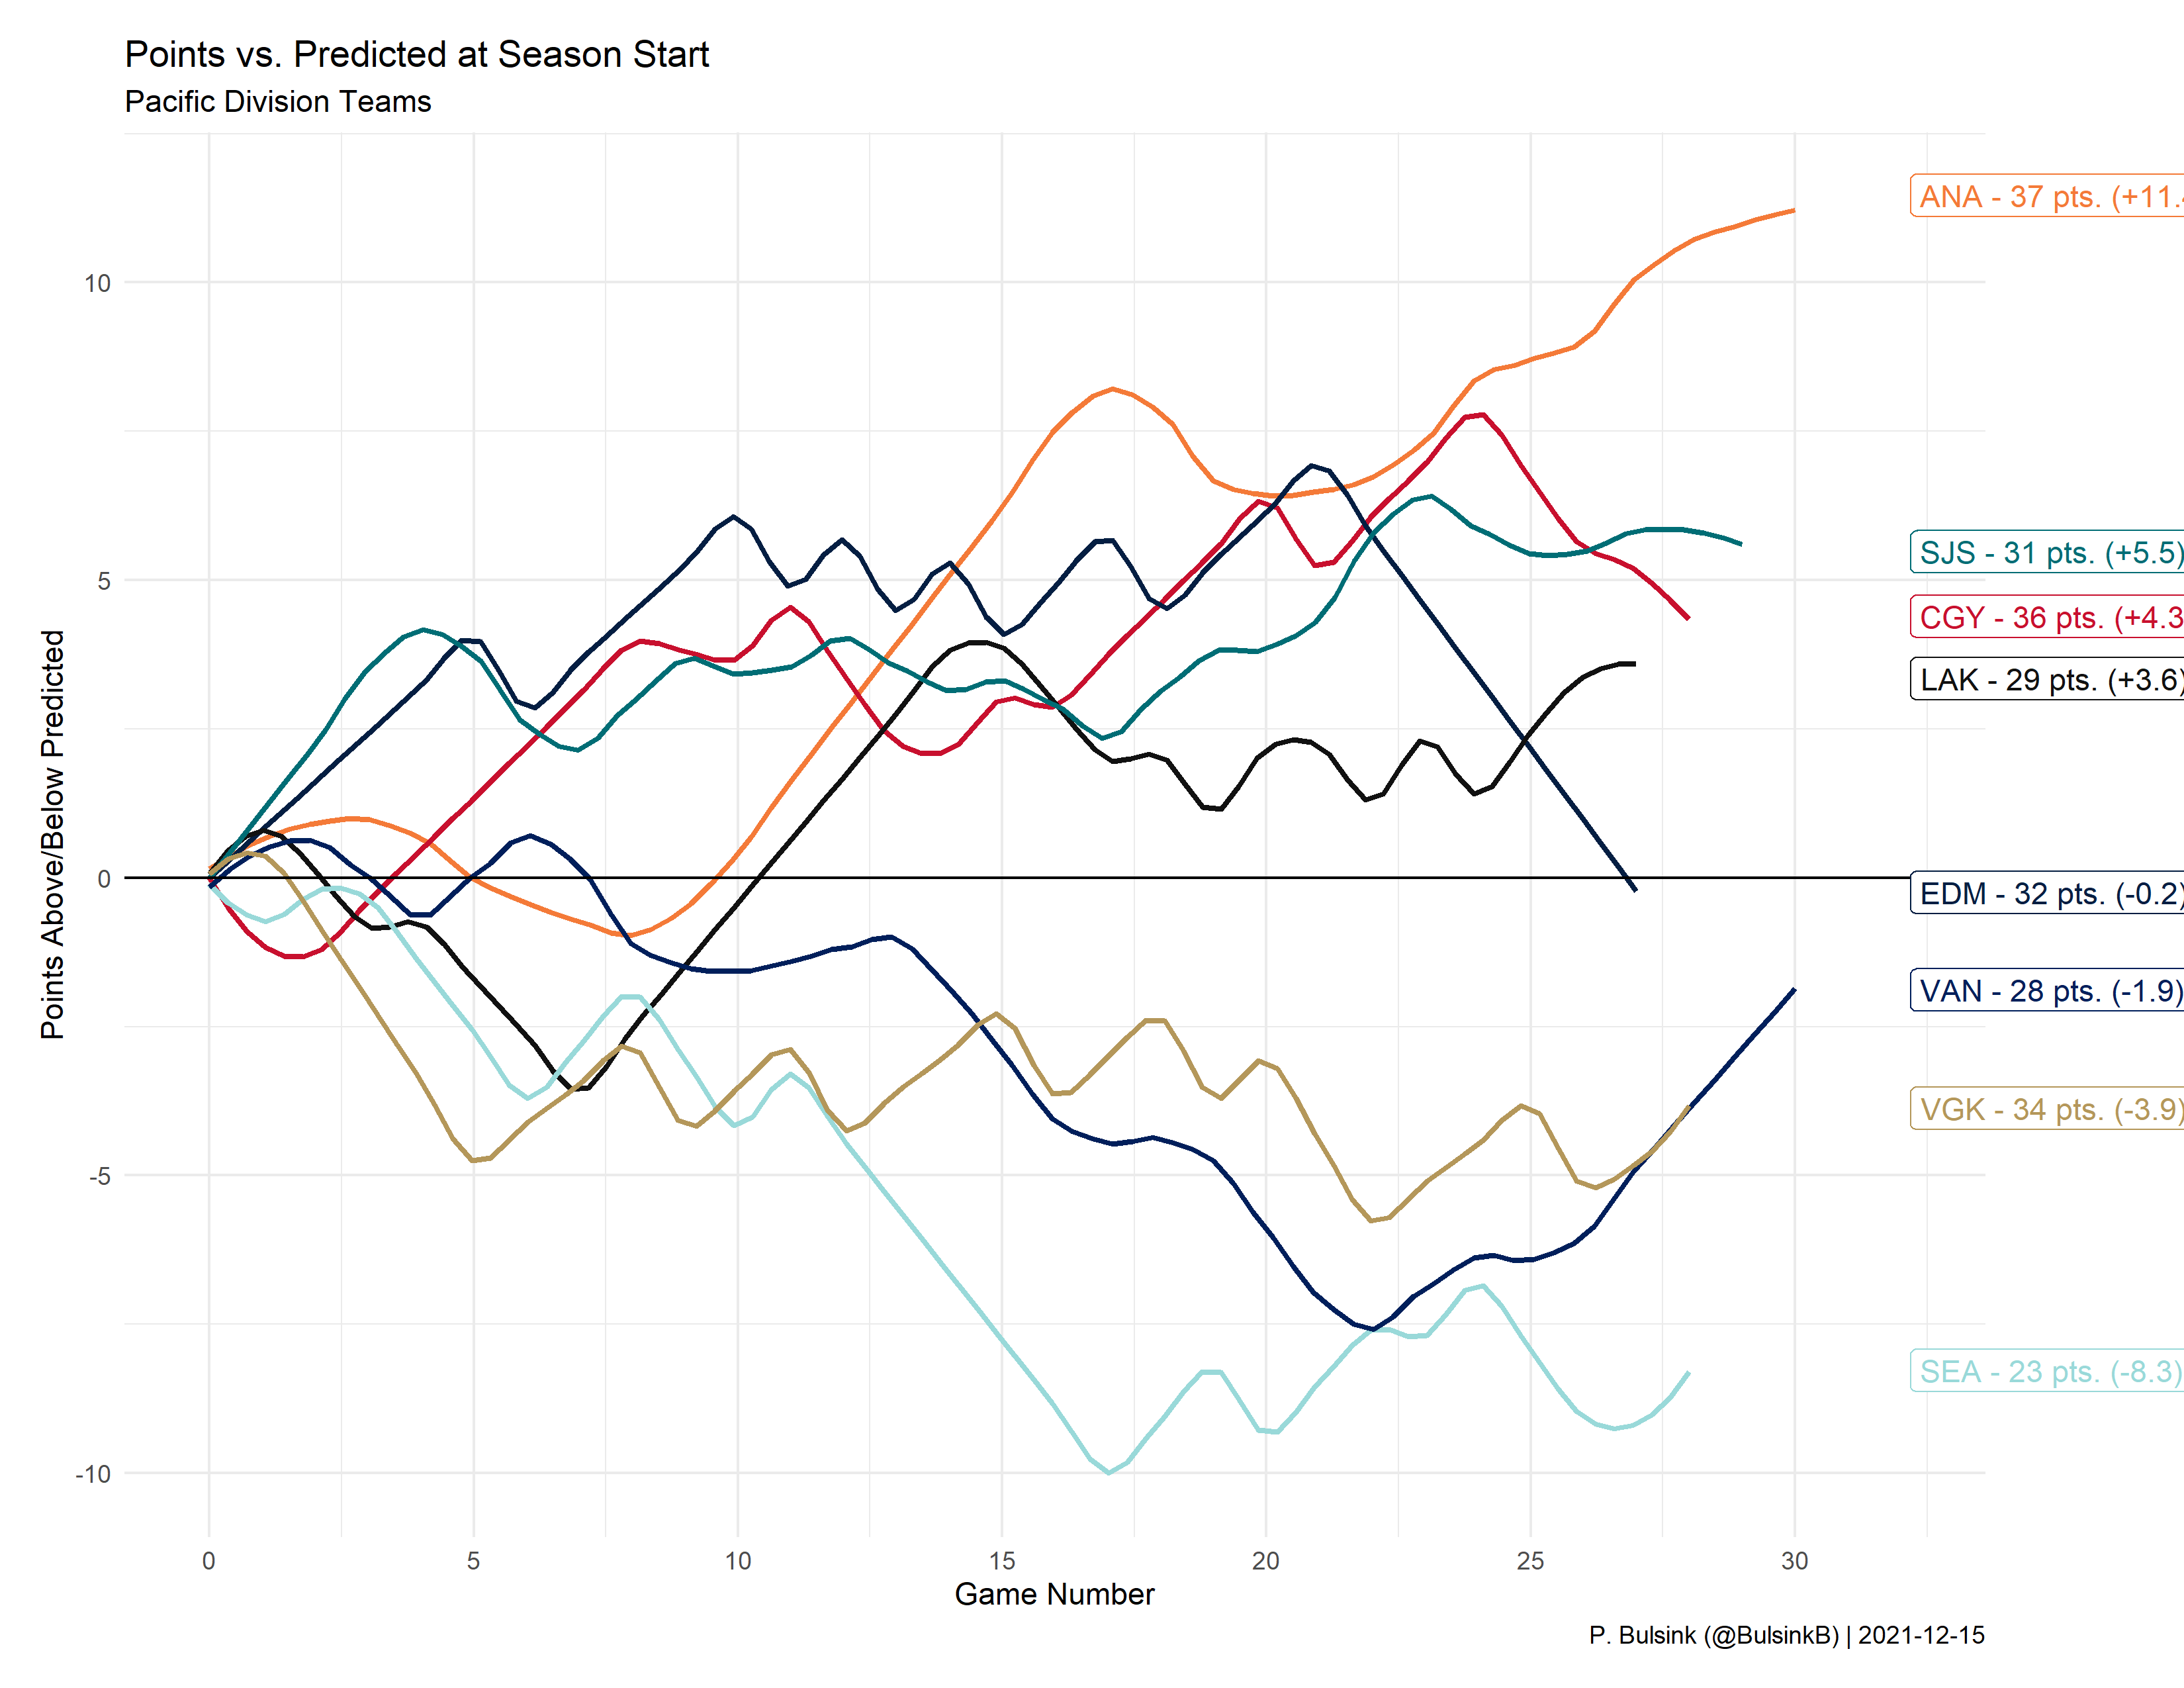 Points vs. Predicted at Season Start
Pacific Division Teams
Points Above/Below Predicted
10
5
0
-5
-10
ANA - 37 pts. (+11.
SJS - 31 pts. (+5.5)
CGY - 36 pts. (+4.3
LAK - 29 pts. (+3.6)
EDM - 32 pts. (-0.2)
VAN - 28 pts. (-1.9)
VGK - 34 pts. (-3.9)
SEA - 23 pts. (-8.3)
0 5 10 15 20 25 30
Game Number
P. Bulsink (@BulsinkB) | 2021-12-15